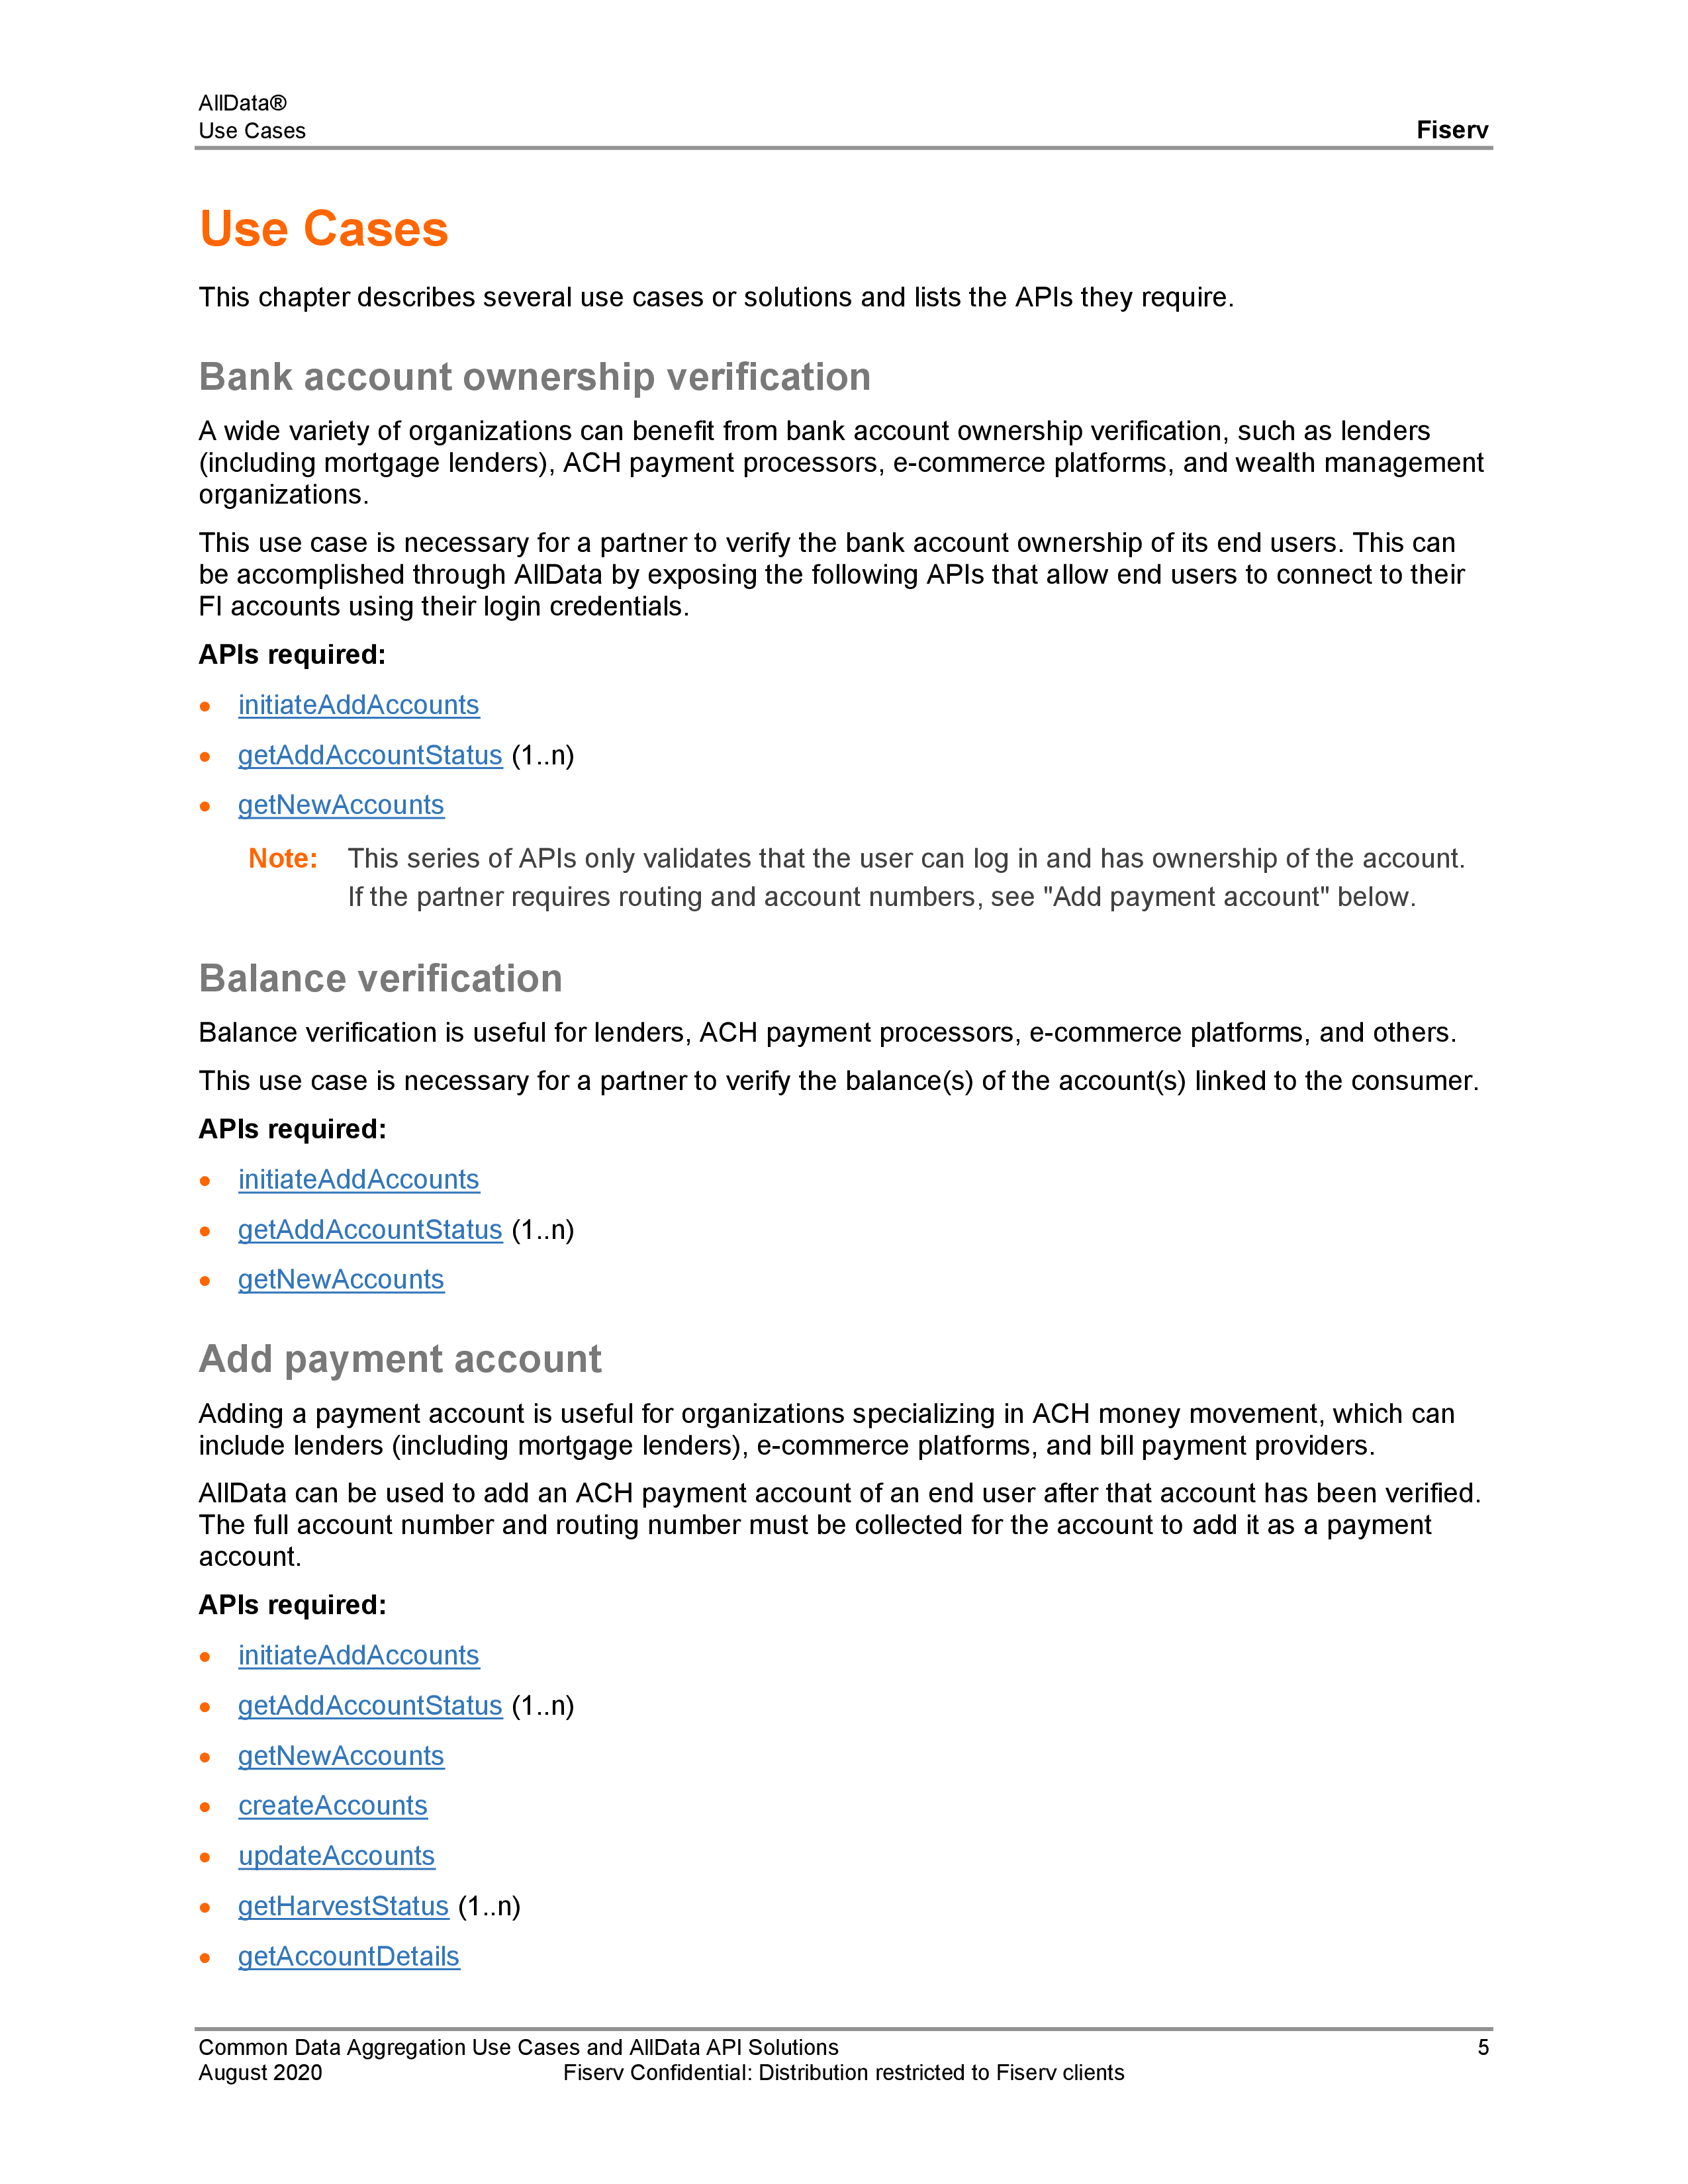 AllData®
Use Cases
Fiserv
Use Cases
This chapter describes several use cases or solutions and lists the APIs they require.
Bank account ownership verification
A wide variety of organizations can benefit from bank account ownership verification, such as lenders
(including mortgage lenders), ACH payment processors, e-commerce platforms, and wealth management
organizations.
This use case is necessary for a partner to verify the bank account ownership of its end users. This can
be accomplished through AllData by exposing the following APIs that allow end users to connect to their
FI accounts using their login credentials.
APIs required:
• initiateAddAccounts
• getAddAccountStatus (1..n)
• getNewAccounts
Note: This series of APIs only validates that the user can log in and has ownership of the account.
If the partner requires routing and account numbers, see "Add payment account" below.
Balance verification
Balance verification is useful for lenders, ACH payment processors, e-commerce platforms, and others.
This use case is necessary for a partner to verify the balance(s) of the account(s) linked to the consumer.
APIs required:
• initiateAddAccounts
• getAddAccountStatus (1..n)
• getNewAccounts
Add payment account
Adding a payment account is useful for organizations specializing in ACH money movement, which can
include lenders (including mortgage lenders), e-commerce platforms, and bill payment providers.
AllData can be used to add an ACH payment account of an end user after that account has been verified.
The full account number and routing number must be collected for the account to add it as a payment
account.
APIs required:
• initiateAddAccounts
• getAddAccountStatus (1..n)
• getNewAccounts
• createAccounts
• updateAccounts
• getHarvestStatus (1..n)
• getAccountDetails
Common Data Aggregation Use Cases and AllData API Solutions 5
August 2020 Fiserv Confidential: Distribution restricted to Fiserv clients